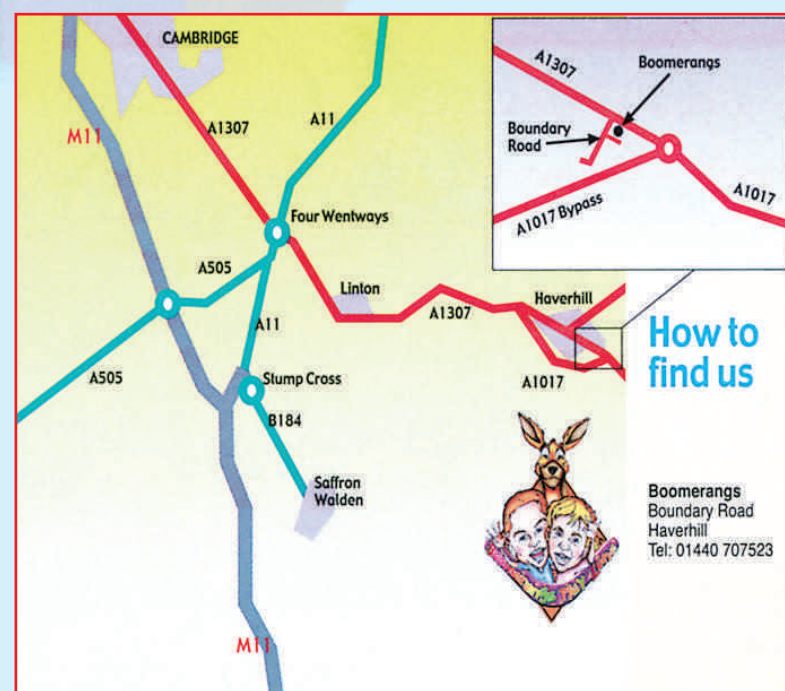 CAMBRIDGE
M11
A1307
A11
Four Wentways
A505
Linton
A1307
Haverhill
A11
A505
Stump Cross
A1017
B184
Saffron
Walden
M11
A1307
Boomerangs
Boundary
Road
A1017
A1017 Bypass
How to
find us
Boomerangs
Boundary Road
Haverhill
Tel: 01440 707523